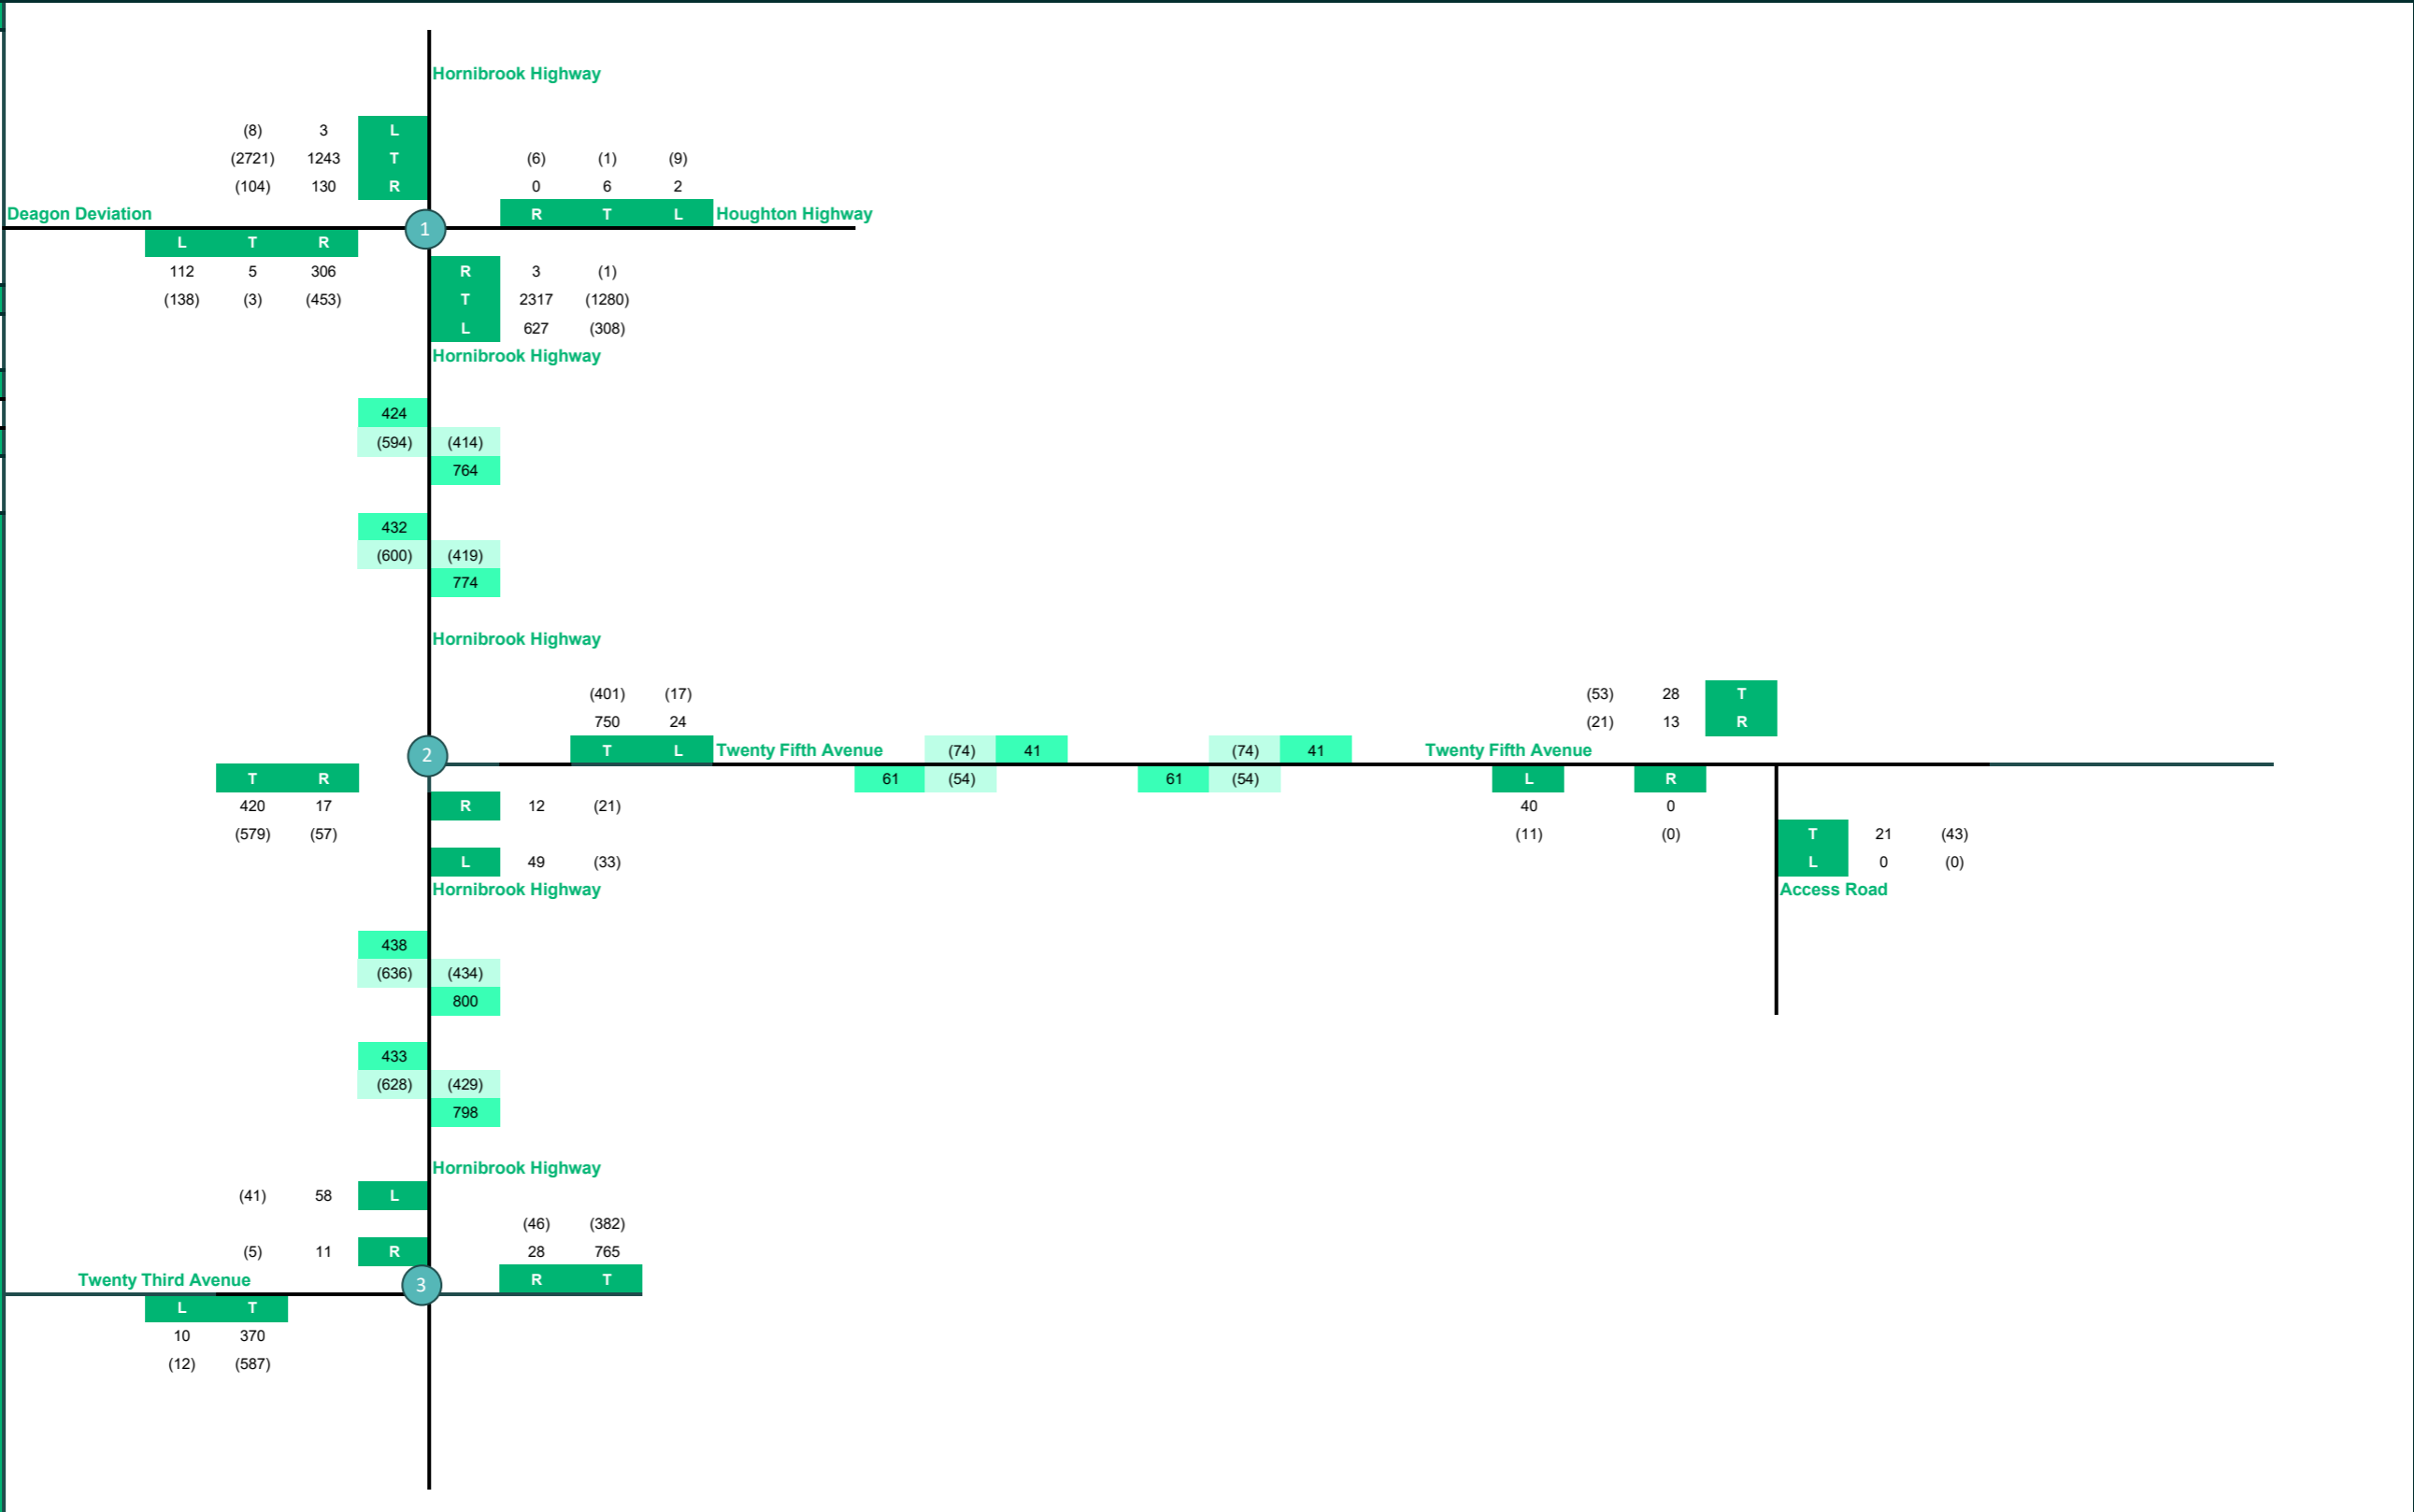 Hornibrook Highway
(8) 3 L
(2721) 1243 T (6) (1) (9)
(104) 130 R 0 6 2
Deagon Deviation R T L Houghton Highway
1
L T R
112 5 306 R 3 (1)
(138) (3) (453) T 2317 (1280)
L 627 (308)
Hornibrook Highway
424
(594) (414)
764
432
(600) (419)
774
Hornibrook Highway
(401) (17) (53) 28 T
750 24 (21) 13 R
2 T L Twenty Fifth Avenue (74) 41 (74) 41 Twenty Fifth Avenue
T R 61 (54) 61 (54) L R
420 17 R 12 (21) 40 0
(579) (57) (11) (0) T 21 (43)
L 49 (33) L 0 (0)
Hornibrook Highway Access Road
438
(636) (434)
800
433
(628) (429)
798
Hornibrook Highway
(41) 58 L
(46) (382)
(5) 11 R 28 765
Twenty Third Avenue 3 R T
L T
10 370
(12) (587)